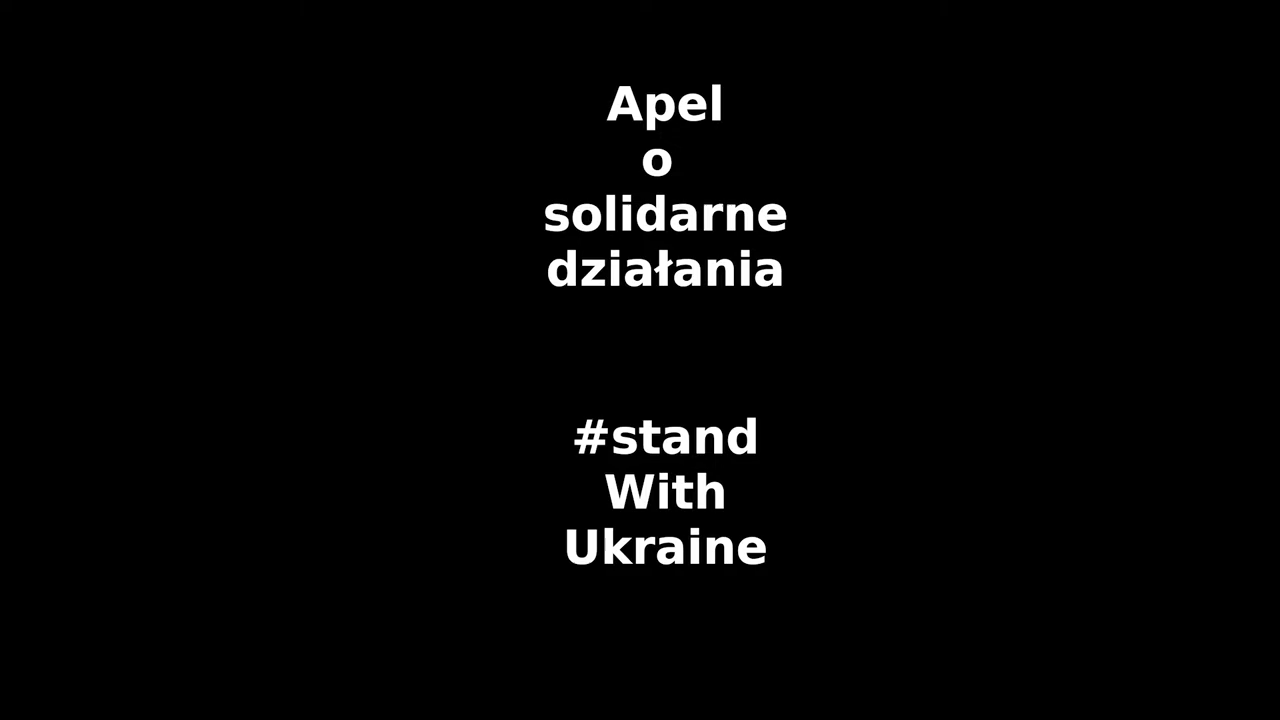 Apel
o
solidarne
działania
#stand
With
Ukraine